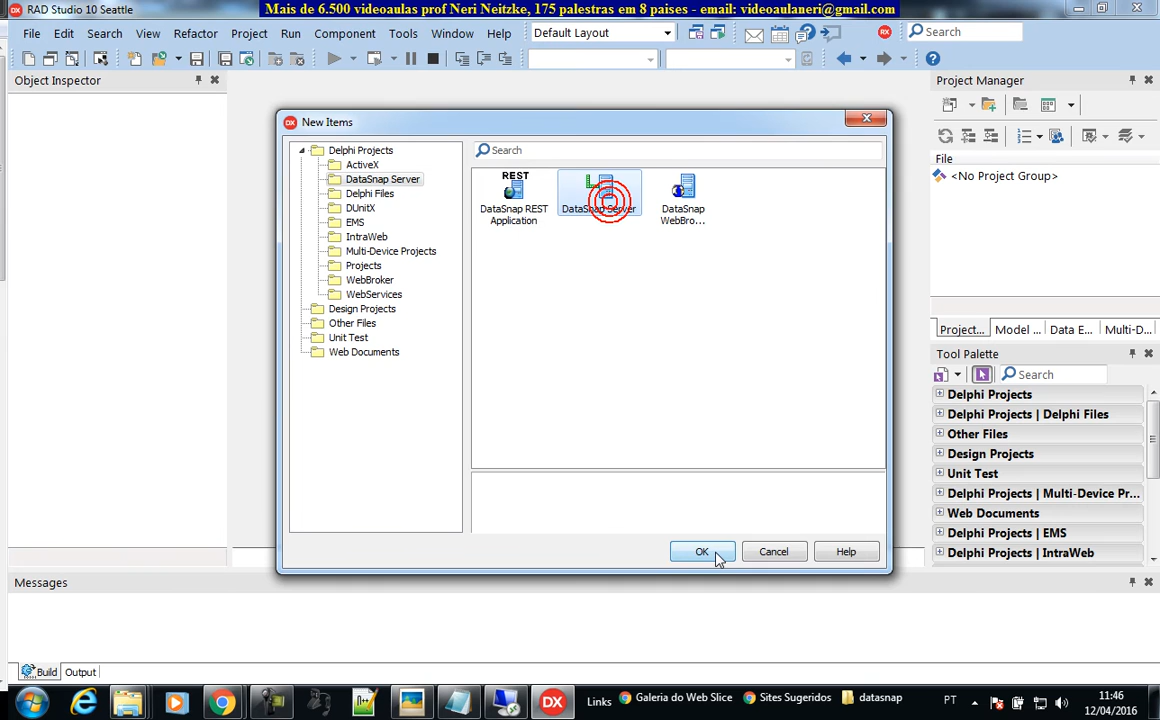 RAD Studio 10 Seattle
Mais de 6.500 videoaulas prof Neri Neitzke, 175 palestras em 8 paises - email: videoaulaneri@gmail.com
File Edit Search View Refactor Project Run Component Tools Window Help
Default Layout
Search
Object Inspector
Project Manager
New Items
Delphi Projects
ActiveX
DataSnap Server
Delphi Files
DUnitX
EMS
IntraWeb
Multi-Device Projects
Projects
WebBroker
WebServices
Design Projects
Other Files
Unit Test
Web Documents
Search
REST
DataSnap REST Application
DataSnap Server
DataSnap WebBro...
OK
Cancel
Help
File
<No Project Group>
Project... Model ... Data E... Multi-D...
Tool Palette
Search
Delphi Projects
Delphi Projects | Delphi Files
Other Files
Design Projects
Unit Test
Delphi Projects | Multi-Device Pr...
Web Documents
Delphi Projects | EMS
Delphi Projects | IntraWeb
Messages
Build Output
DX
Links
Galeria do Web Slice
Sites Sugeridos
datasnap
PT
11:46
12/04/2016